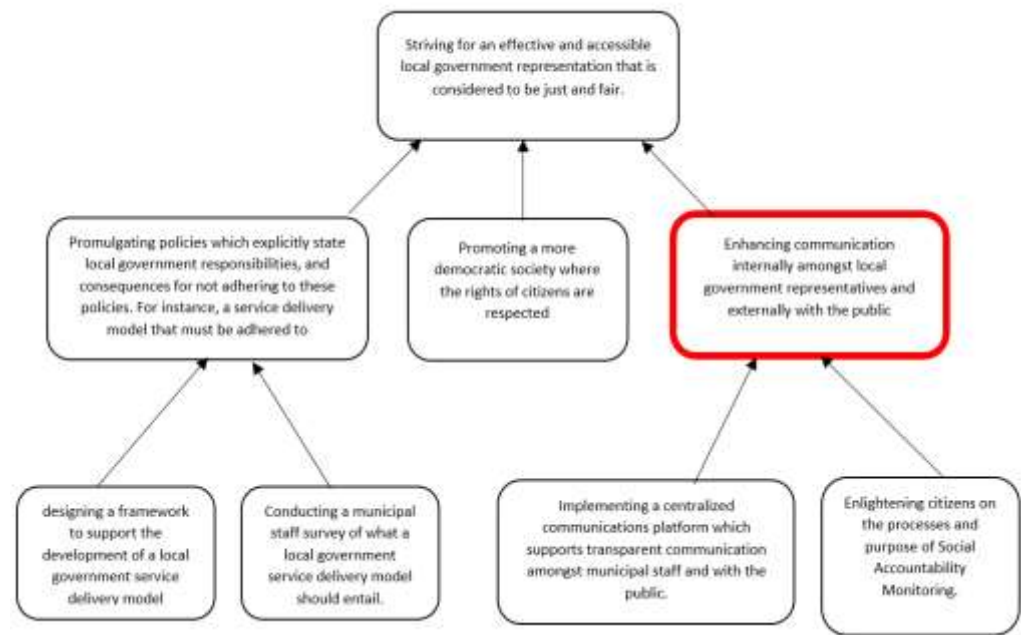 Striving for an effective and accessible
local government representation that is
considered to be just and fair.
Promulgating policies which explicitly state
local government responsibilities, and
consequences for not adhering to these
policies. For instance, a service delivery
model that must be adhered to
Promoting a more
democratic society where
the rights of citizens are
respected
Enhancing communication
internally amongst local
government representatives and
externally with the public
designing a framework
to support the
development of a local
government service
delivery model
Conducting a municipal
staff survey of what a
local government
service delivery model
should entail.
Implementing a centralized
communications platform which
supports transparent communication
amongst municipal staff and with the
public.
Enlightening citizens on
the processes and
purpose of Social
Accountability
Monitoring.